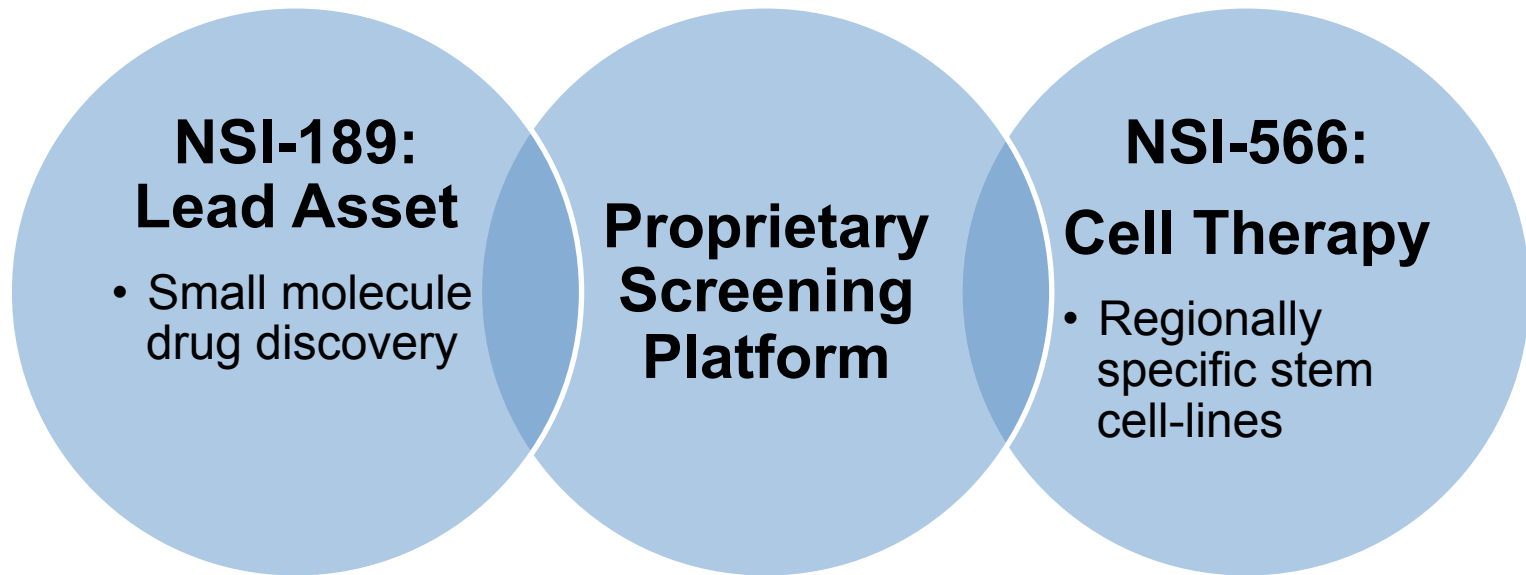 NSI-189:
Lead Asset
• Small molecule
drug discovery
Proprietary
Screening
Platform
NSI-566:
Cell Therapy
• Regionally
specific stem
cell-lines